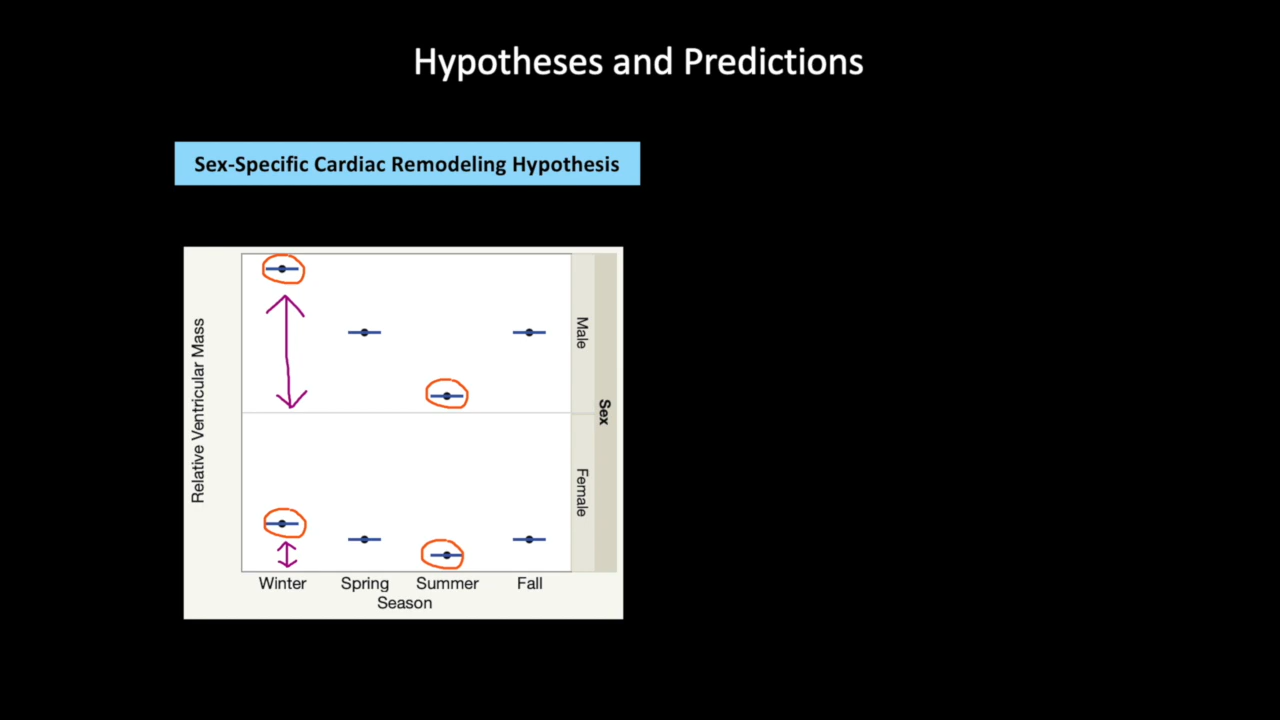 Hypotheses and Predictions
Sex-Specific Cardiac Remodeling Hypothesis
Relative Ventricular Mass
Male
Female
Sex
Winter Spring Summer Fall
Season